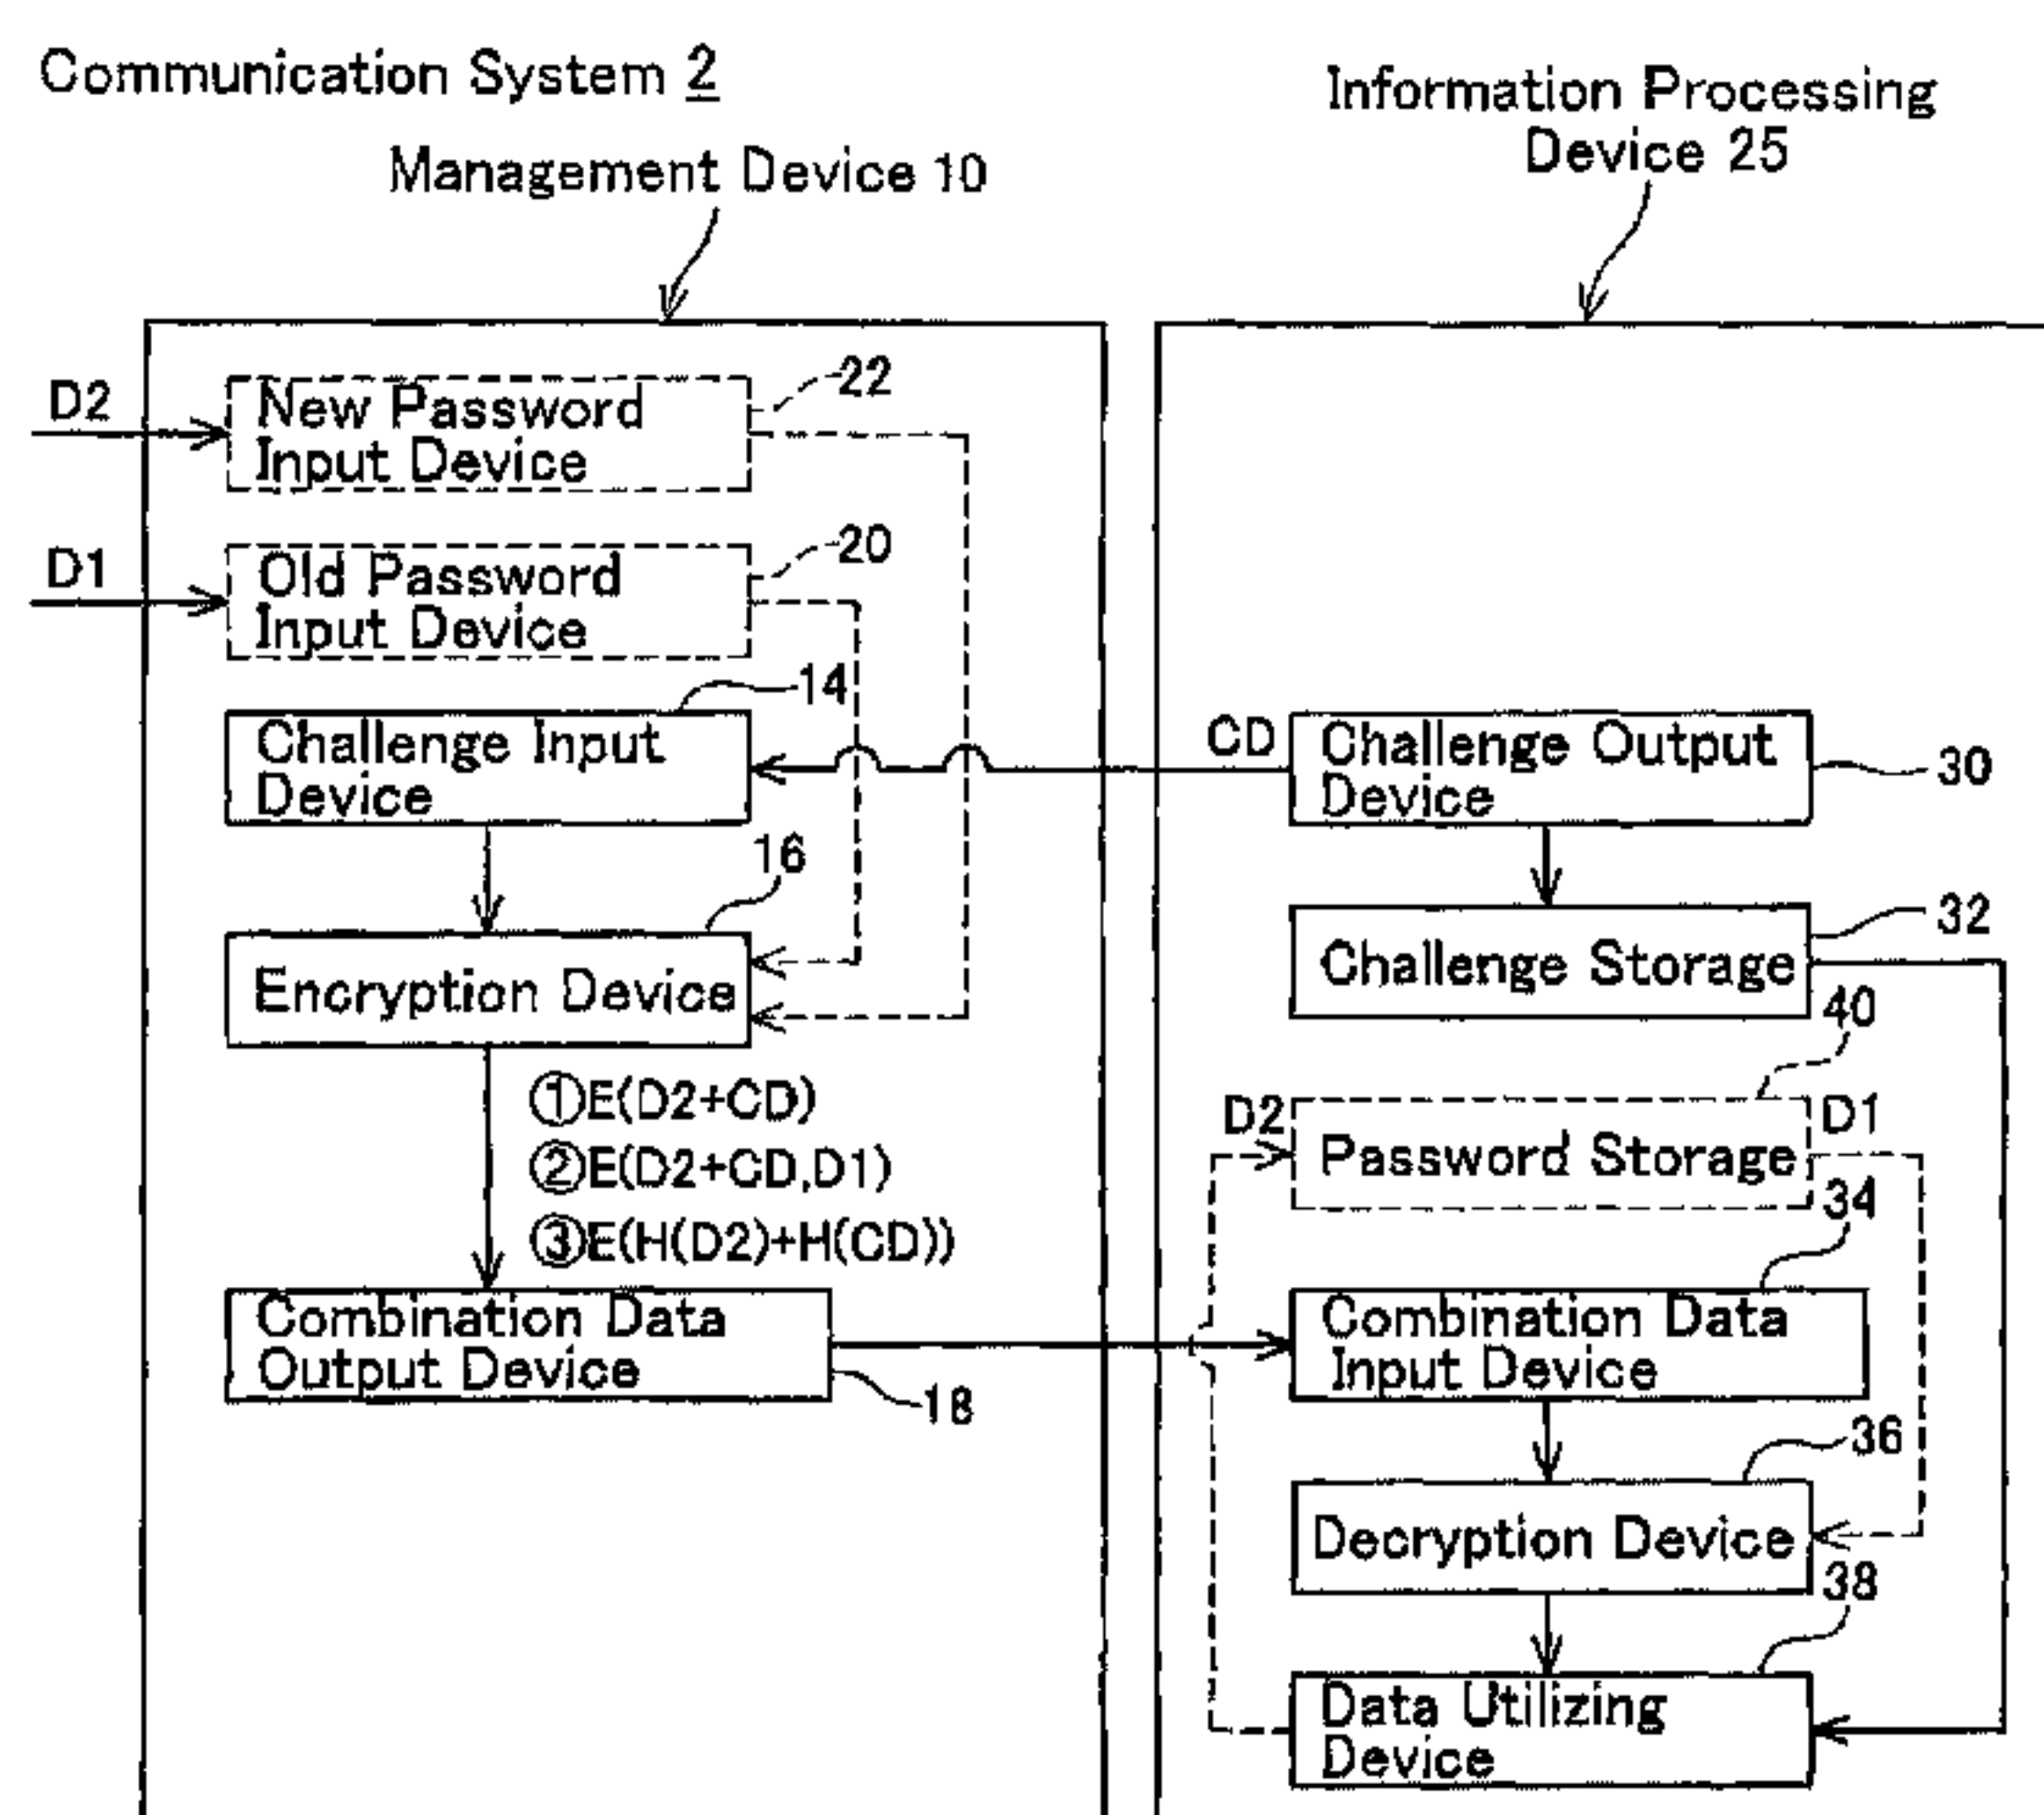 Communication System 2
Management Device 10
Information Processing
Device 25
D2
New Password
Input Device
22
D1
Old Password
Input Device
20
14
Challenge Input
Device
CD
Challenge Output
Device
30
16
Encryption Device
32
Challenge Storage
40
①E(D2+CD)
②E(D2+CD,D1)
③E(H(D2)+H(CD))
D2
Password Storage
D1
34
Combination Data
Output Device
18
Combination Data
Input Device
36
Decryption Device
38
Data Utilizing
Device